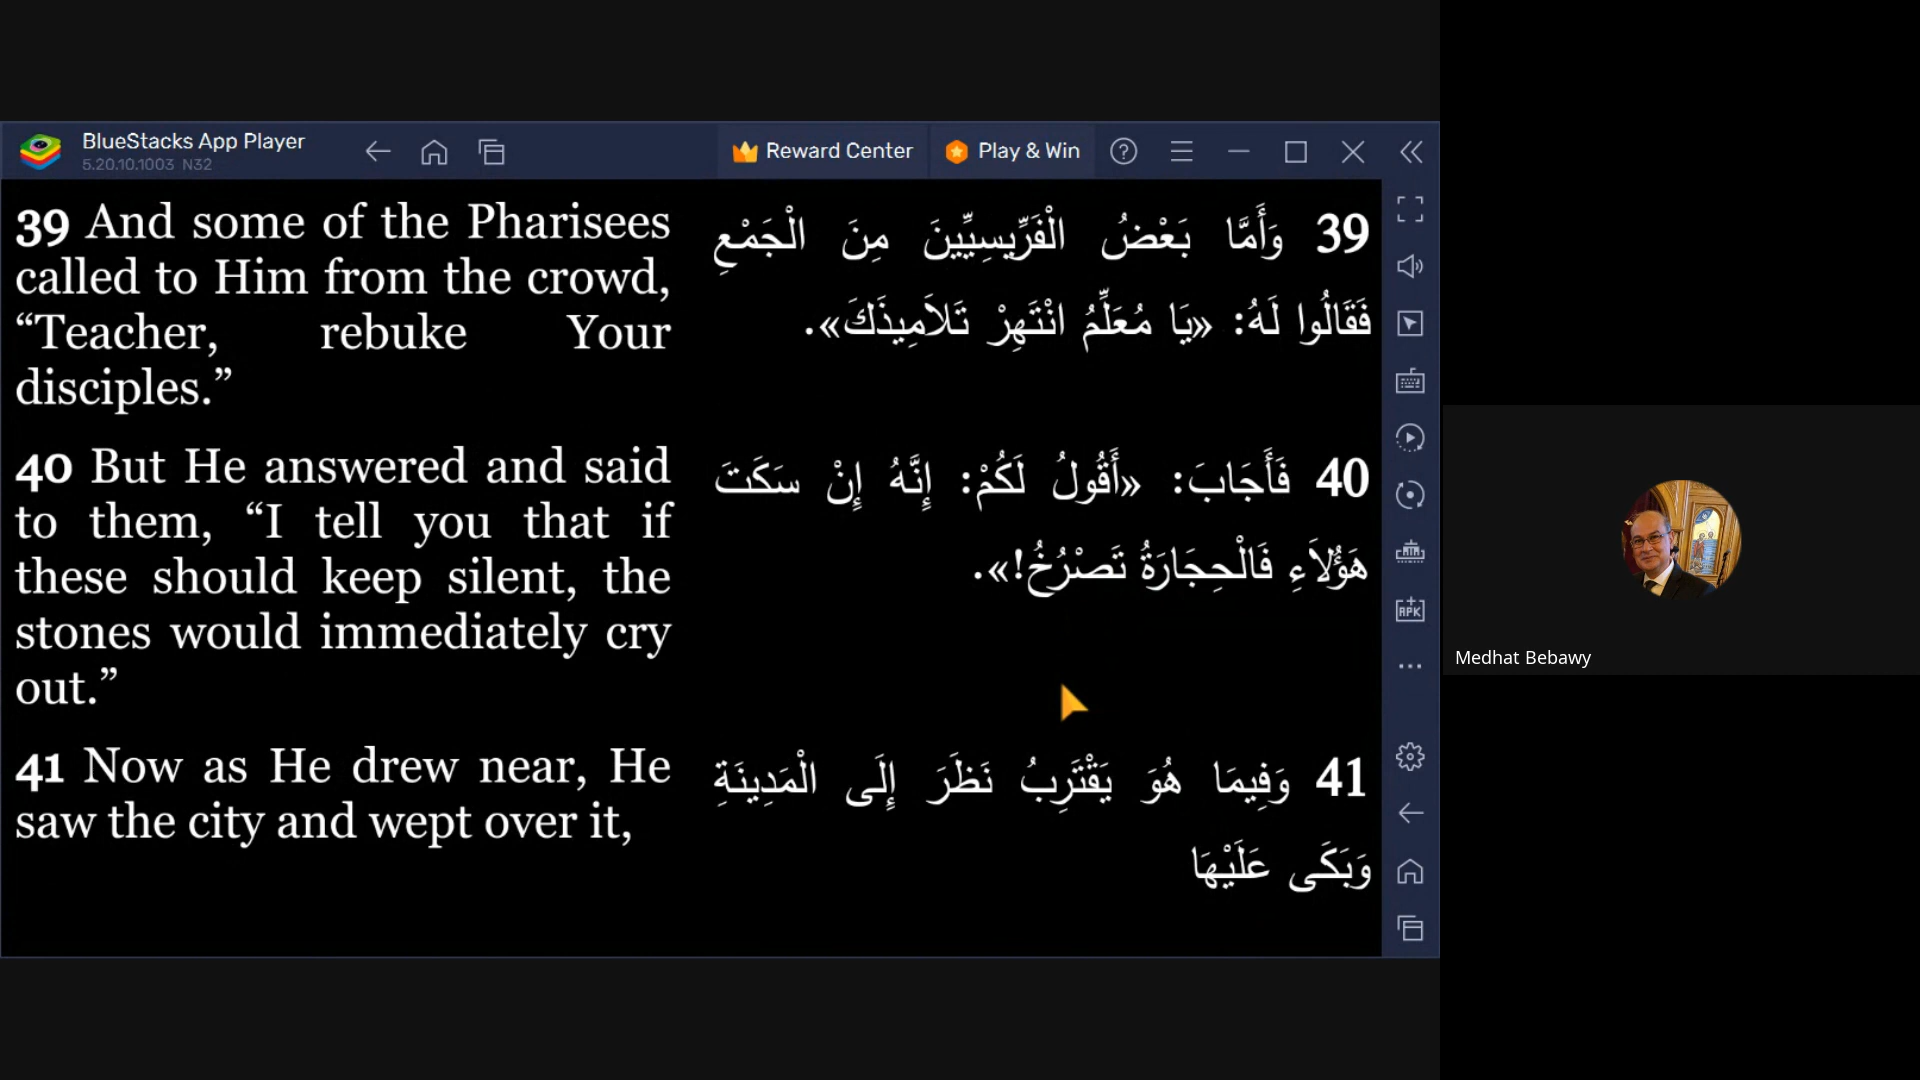 BlueStacks App Player
5.20.10.1003 N32
Reward Center
Play & Win
39 And some of the Pharisees
called to Him from the crowd,
“Teacher, rebuke Your
disciples.”
40 But He answered and said
to them, “I tell you that if
these should keep silent, the
stones would immediately cry
out.”
41 Now as He drew near, He
saw the city and wept over it,
39 وَأَمَّا بَعْضُ الْفَرِّيسِيِّينَ مِنَ الْجَمْعِ
فَقَالُوا لَهُ: «يَا مُعَلِّمُ انْتَهِرْ تَلاَمِيذَكَ».
40 فَأَجَابَ: «أَقُولُ لَكُمْ: إِنَّهُ إِنْ سَكَتَ
هَؤُلاَءِ فَالْحِجَارَةُ تَصْرُخُ!».
41 وَفِيمَا هُوَ يَقْتَرِبُ نَظَرَ إِلَى الْمَدِينَةِ
وَبَكَى عَلَيْهَا
APK
Medhat Bebawy